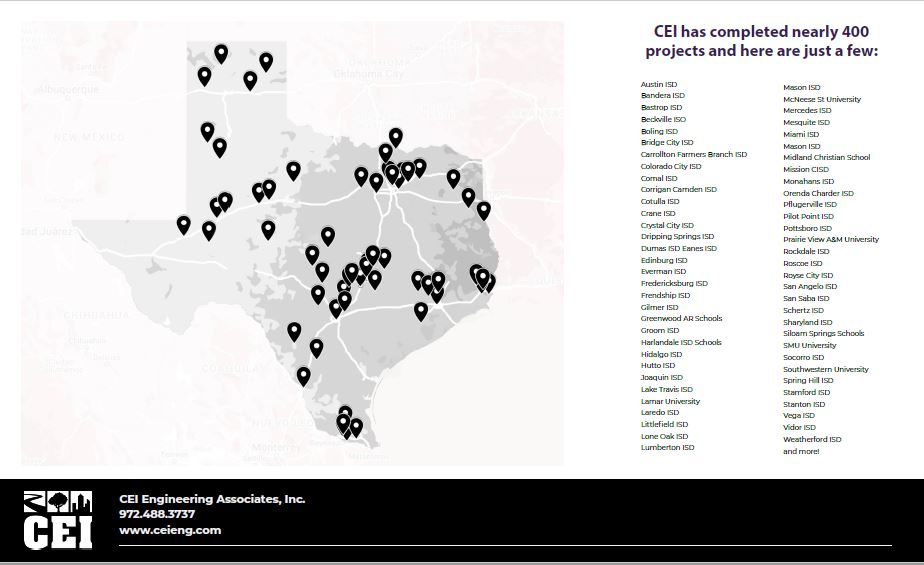 CEI has completed nearly 400
projects and here are just a few:
Austin ISD
Bandera ISD
Bastrop ISD
Beckville ISO
Boling ISD
Bridge City ISD
Carrollton Farmers Branch ISD
Colorado City ISD
Comal ISD
Corrigan Camden ISD
Cotulla ISD
Crane ISD
Crystal City ISD
Dripping Springs ISD
Dumas ISD Eanes ISD
Edinburg ISD
Everman ISD
Fredericksburg ISD
Frendship ISD
Gilmer ISD
Greenwood AR Schools
Groom ISD
Harlandale ISD Schools
Hidalgo ISD
Hutto ISD
Joaquin ISD
Lake Travis ISD
Lamar University
Laredo ISD
Littlefield ISD
Lone Oak ISD
Lumberton ISD
Mason ISD
McNeese St University
Mercedes ISD
Mesquite ISD
Miami ISD
Mason ISD
Midland Christian School
Mission CISD
Monahans ISD
Orenda Charter ISD
Pflugerville ISD
Pilot Point ISD
Pottsboro ISD
Prairie View A&M University
Rockdale ISD
Roscoe ISD
Royse City ISD
San Angelo ISD
San Saba ISD
Schertz ISD
Sharyland ISD
Siloam Springs Schools
SMU University
Socorro ISD
Southwestern University
Spring Hill ISD
Stamford ISD
Stanton ISD
Vega ISD
Vidor ISD
Weatherford ISD
and more!
OKLAHOMA
Oklahoma City
Albuquerque
NEW MEXICO
CHIHUAHUA
Chihuahua
COAHUILA
Monterrey
CEI
CEI Engineering Associates, Inc.
972.488.3737
www.ceieng.com